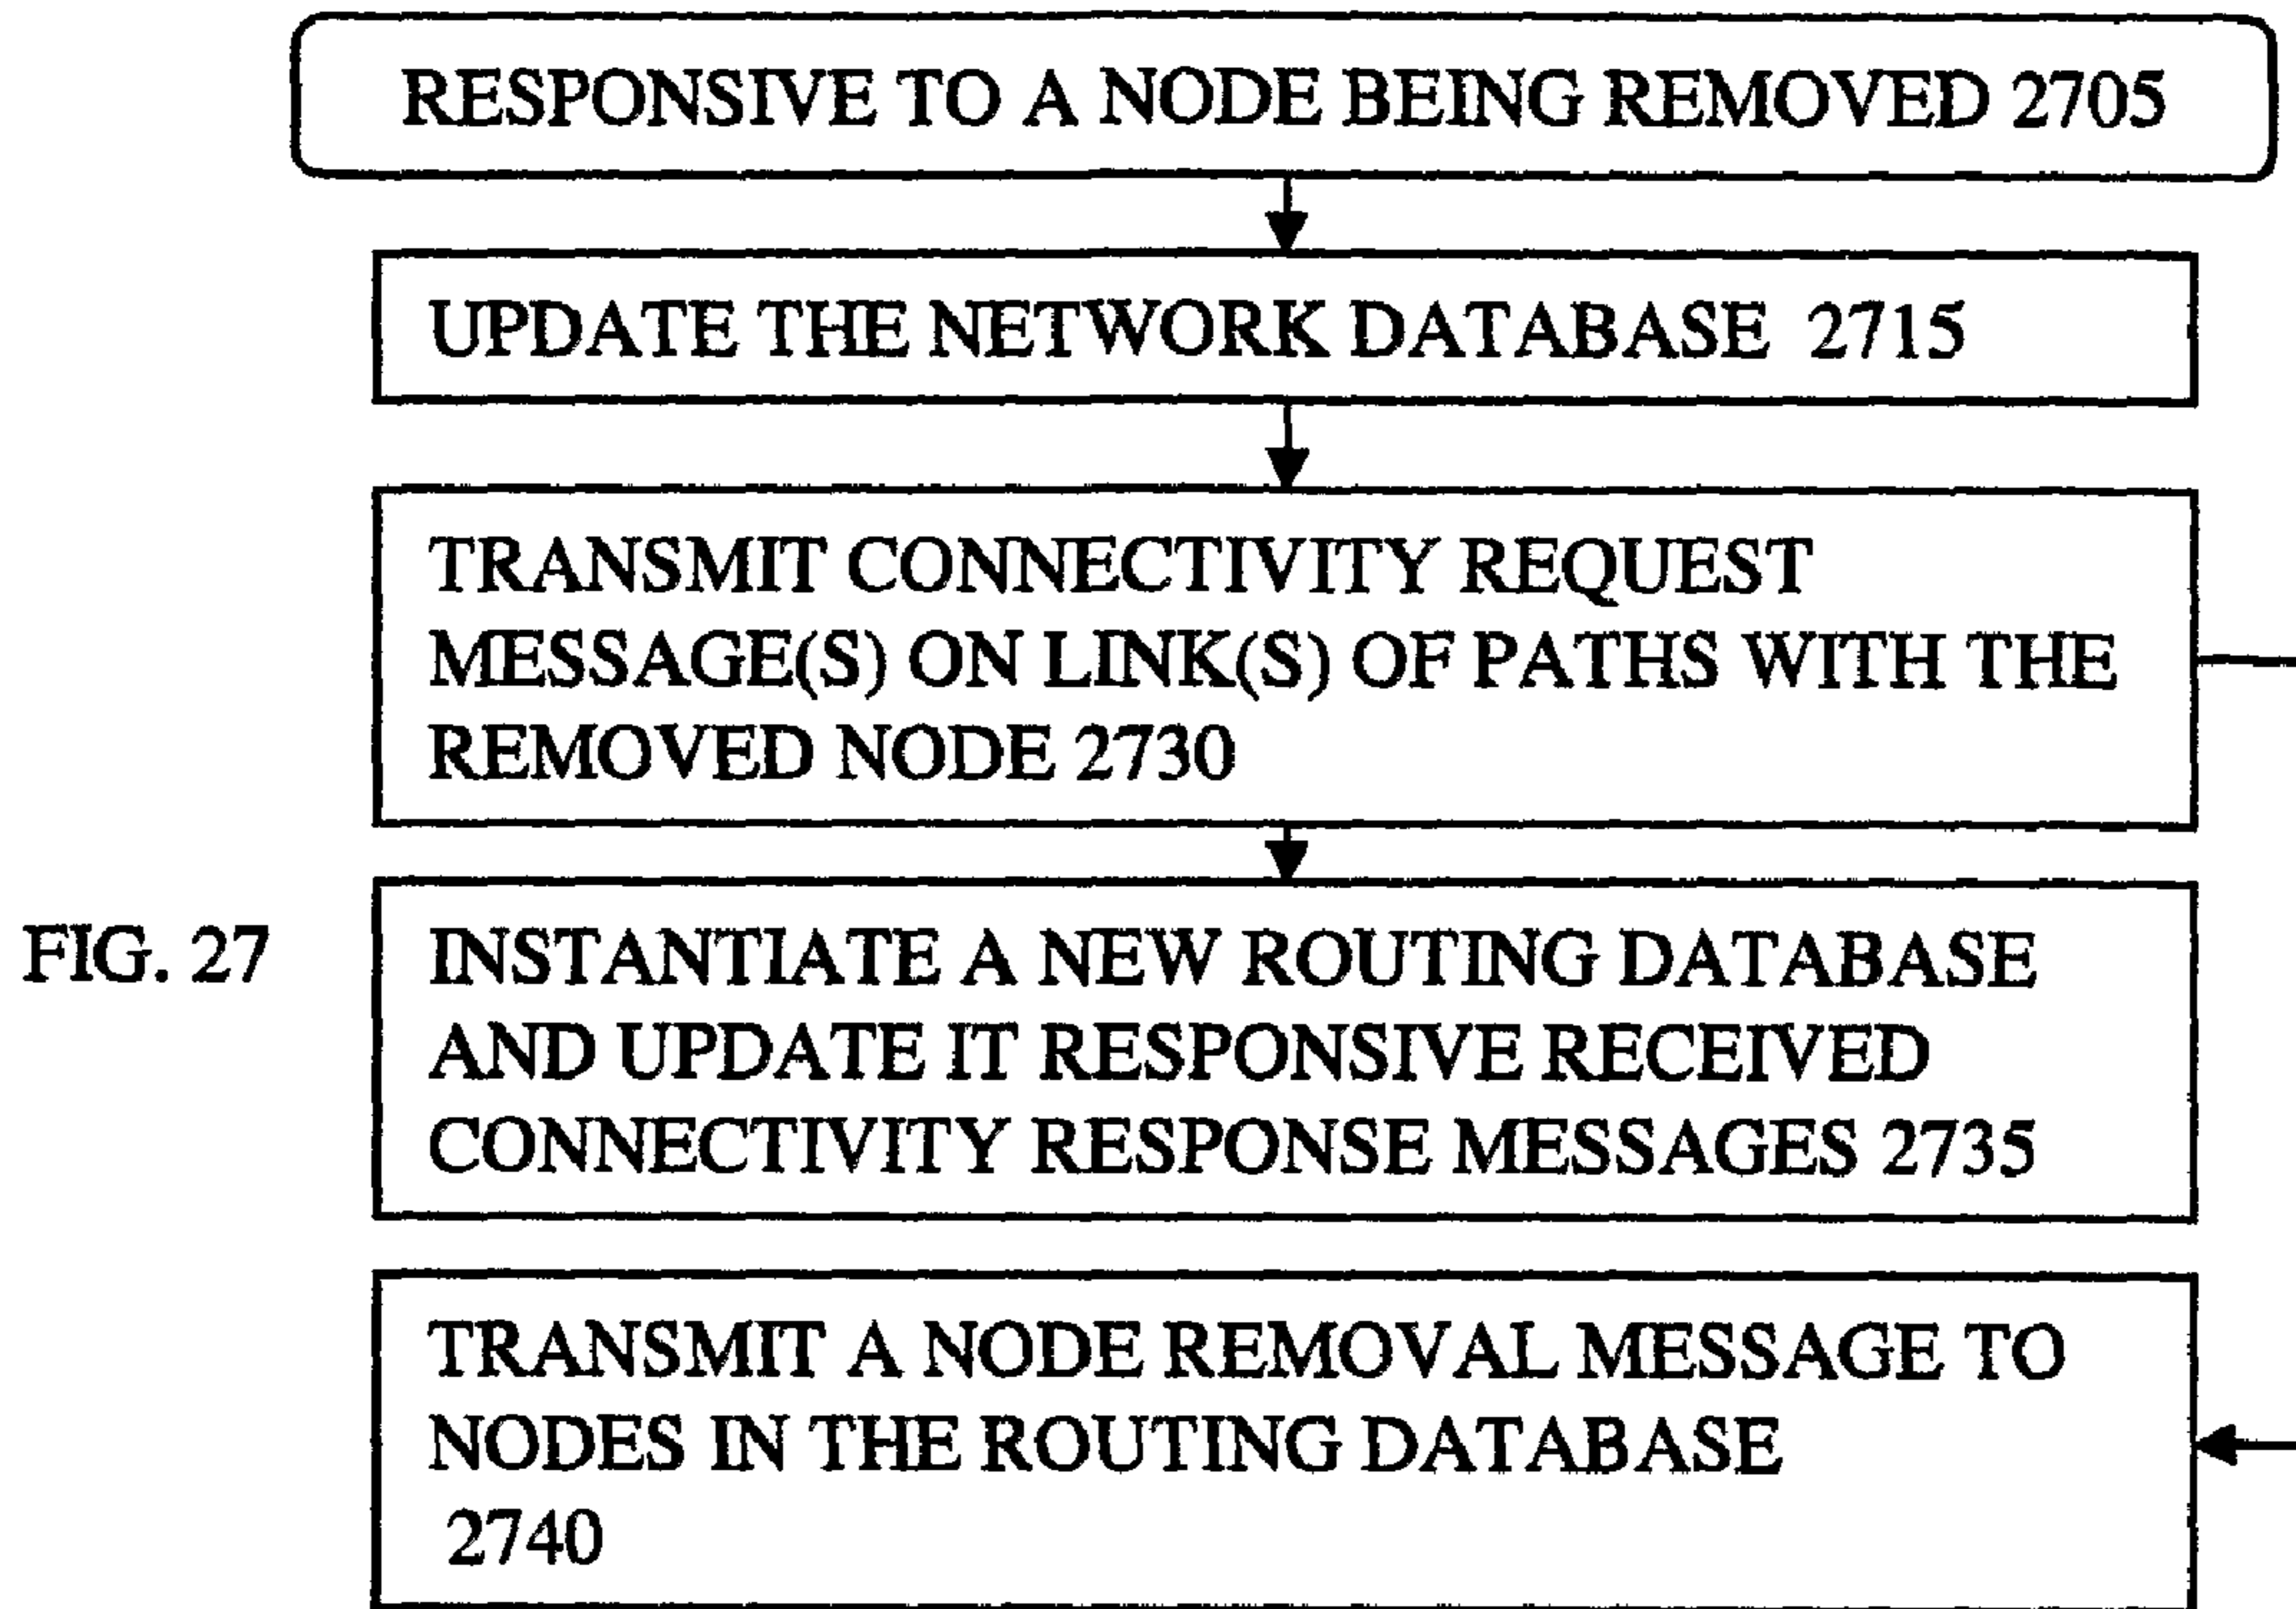 RESPONSIVE TO A NODE BEING REMOVED 2705
UPDATE THE NETWORK DATABASE 2715
TRANSMIT CONNECTIVITY REQUEST
MESSAGE(S) ON LINK(S) OF PATHS WITH THE
REMOVED NODE 2730
FIG. 27
INSTANTIATE A NEW ROUTING DATABASE
AND UPDATE IT RESPONSIVE RECEIVED
CONNECTIVITY RESPONSE MESSAGES 2735
TRANSMIT A NODE REMOVAL MESSAGE TO
NODES IN THE ROUTING DATABASE
2740